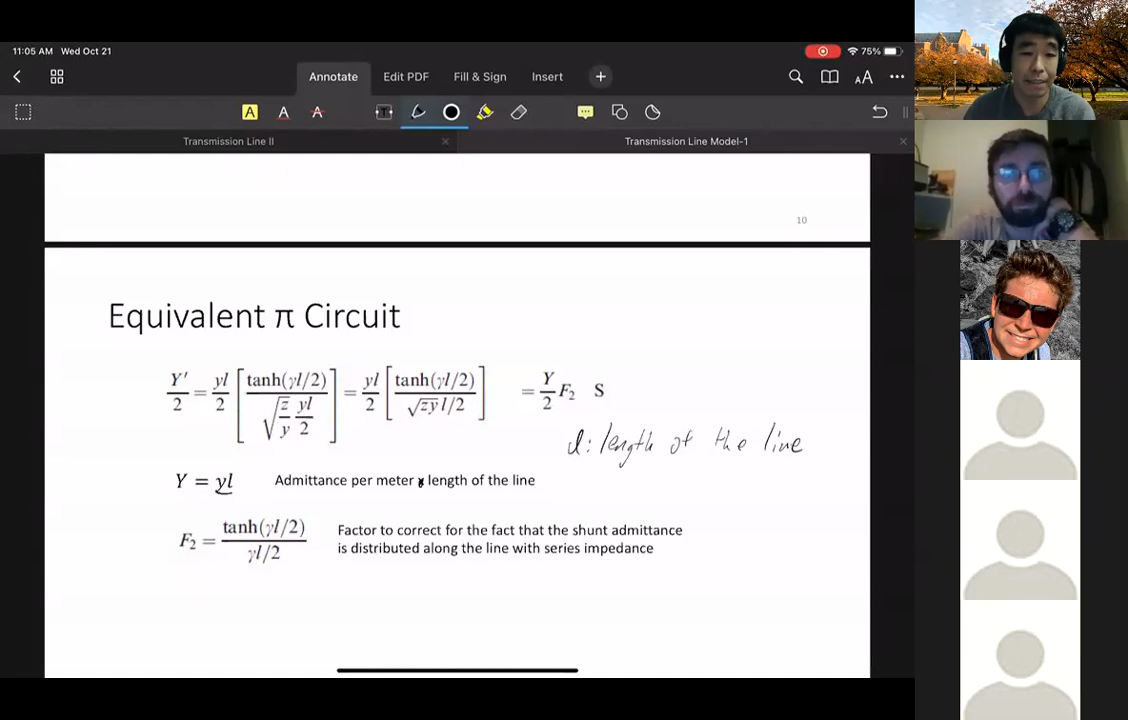 11:05 AM Wed Oct 21
75%
Annotate Edit PDF Fill & Sign Insert
Transmission Line II
Transmission Line Model-1
10
Equivalent π Circuit
Y'/2 = yl/2 [tanh(γl/2) / (√(z/y) yl/2)] = yl/2 [tanh(γl/2) / (√zy l/2)] = Y/2 F₂ S
l: length of the line
Y = yl Admittance per meter x length of the line
F₂ = tanh(γl/2) / (γl/2) Factor to correct for the fact that the shunt admittance
is distributed along the line with series impedance